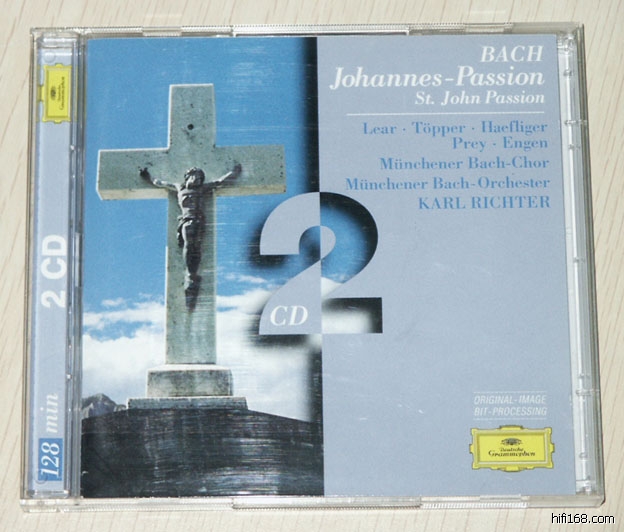 BACH
Johannes-Passion
St. John Passion
Lear · Töpper · Haefliger
Prey · Engen
Münchener Bach-Chor
Münchener Bach-Orchester
KARL RICHTER
2
CD
2 CD
128 min
ORIGINAL-IMAGE
BIT-PROCESSING
Deutsche
Grammophon
hifi168.com